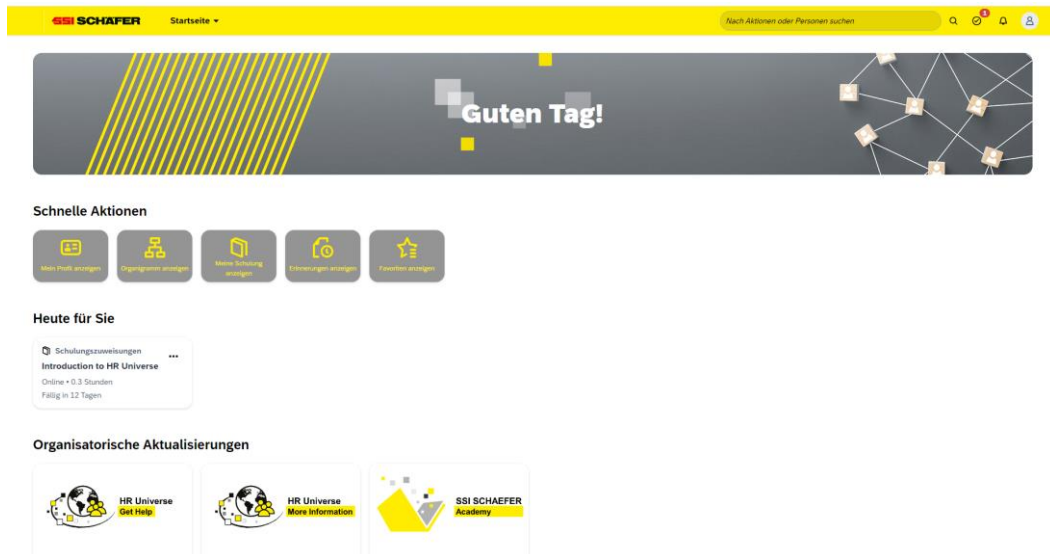 SSI SCHÄFER
Startseite
Nach Aktionen oder Personen suchen
1
Guten Tag!
Schnelle Aktionen
Mein Profil anzeigen
Organigramm anzeigen
Meine Schulung
anzeigen
Erinnerungen anzeigen
Favoriten anzeigen
Heute für Sie
Schulungszuweisungen
Introduction to HR Universe
Online • 0.3 Stunden
Fällig in 12 Tagen
Organisatorische Aktualisierungen
HR Universe
Get Help
HR Universe
More Information
SSI SCHAEFER
Academy